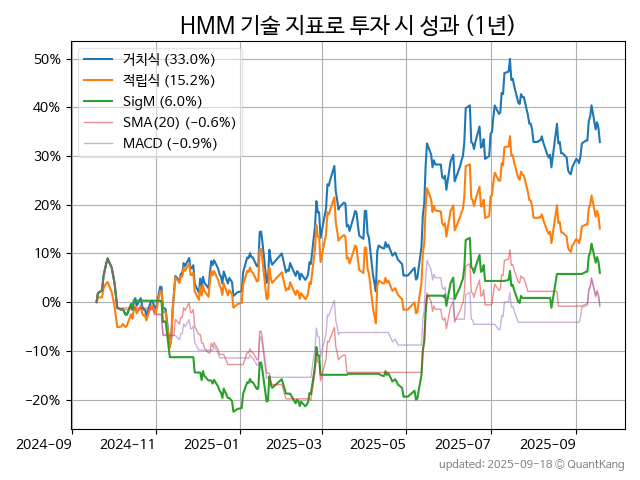 HMM 기술 지표로 투자 시 성과 (1년)
거치식 (33.0%)
적립식 (15.2%)
SigM (6.0%)
SMA(20) (−0.6%)
MACD (−0.9%)
50%
40%
30%
20%
10%
0%
−10%
−20%
2024-09
2024-11
2025-01
2025-03
2025-05
2025-07
2025-09
updated: 2025-09-18 © QuantKang